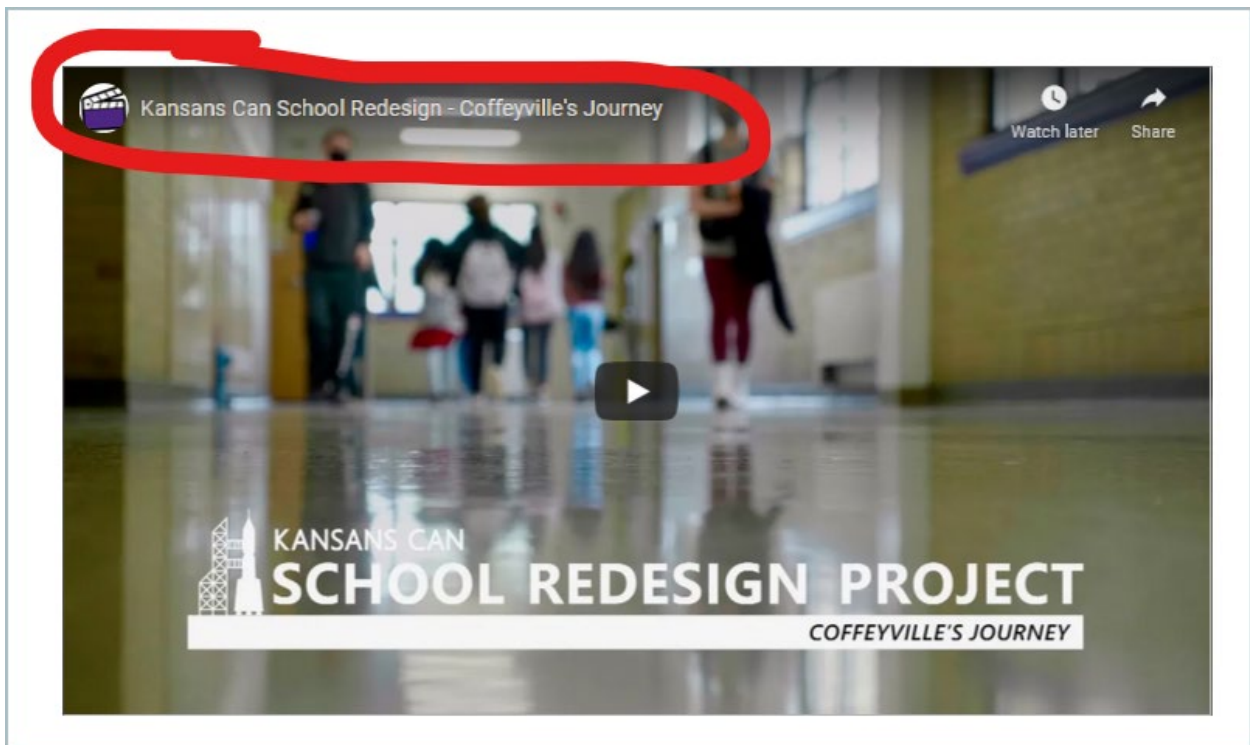 Kansans Can School Redesign - Coffeyville's Journey
Watch later
Share
KANSANS CAN
SCHOOL REDESIGN PROJECT
COFFEYVILLE'S JOURNEY